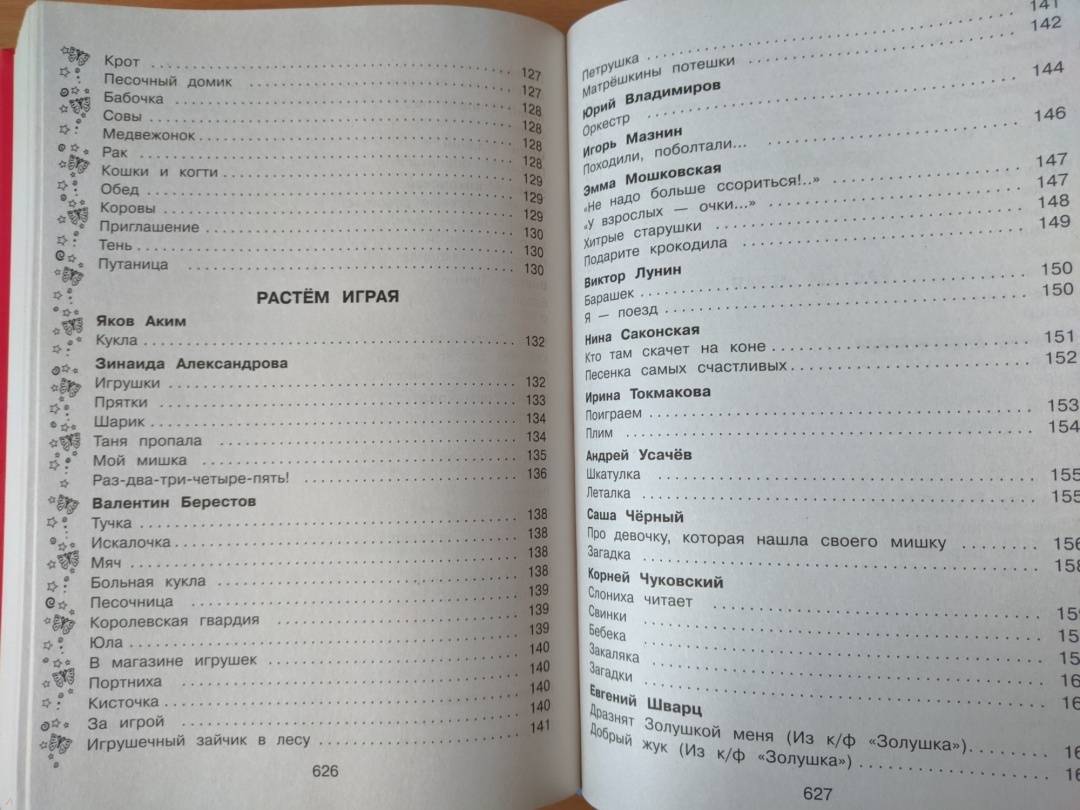 Крот 127
Песочный домик 127
Бабочка 128
Совы 128
Медвежонок 128
Рак 128
Кошки и когти 129
Обед 129
Коровы 129
Приглашение 130
Тень 130
Путаница 130
РАСТЁМ ИГРАЯ
Яков Аким
Кукла 132
Зинаида Александрова
Игрушки 132
Прятки 133
Шарик 134
Таня пропала 134
Мой мишка 135
Раз-два-три-четыре-пять! 136
Валентин Берестов
Тучка 138
Искалочка 138
Мяч 138
Больная кукла 138
Песочница 139
Королевская гвардия 139
Юла 139
В магазине игрушек 140
Портниха 140
Кисточка 140
За игрой 140
Игрушечный зайчик в лесу 141
626
Петрушка 141
Матрёшкины потешки 142
Юрий Владимиров
Оркестр 144
Игорь Мазнин
Походили, поболтали... 146
Эмма Мошковская
«Не надо больше ссориться!..» 147
«У взрослых — очки...» 147
Хитрые старушки 148
Подарите крокодила 149
Виктор Лунин
Барашек 150
Я — поезд 150
Нина Саконская
Кто там скачет на коне 151
Песенка самых счастливых 152
Ирина Токмакова
Поиграем 153
Плим 154
Андрей Усачёв
Шкатулка 155
Леталка 155
Саша Чёрный
Про девочку, которая нашла своего мишку 156
Загадка 158
Корней Чуковский
Слониха читает 159
Свинки
Бебека
Закаляка
Загадки
Евгений Шварц
Дразнят Золушкой меня (Из к/ф «Золушка»)
Добрый жук (Из к/ф «Золушка»)
627